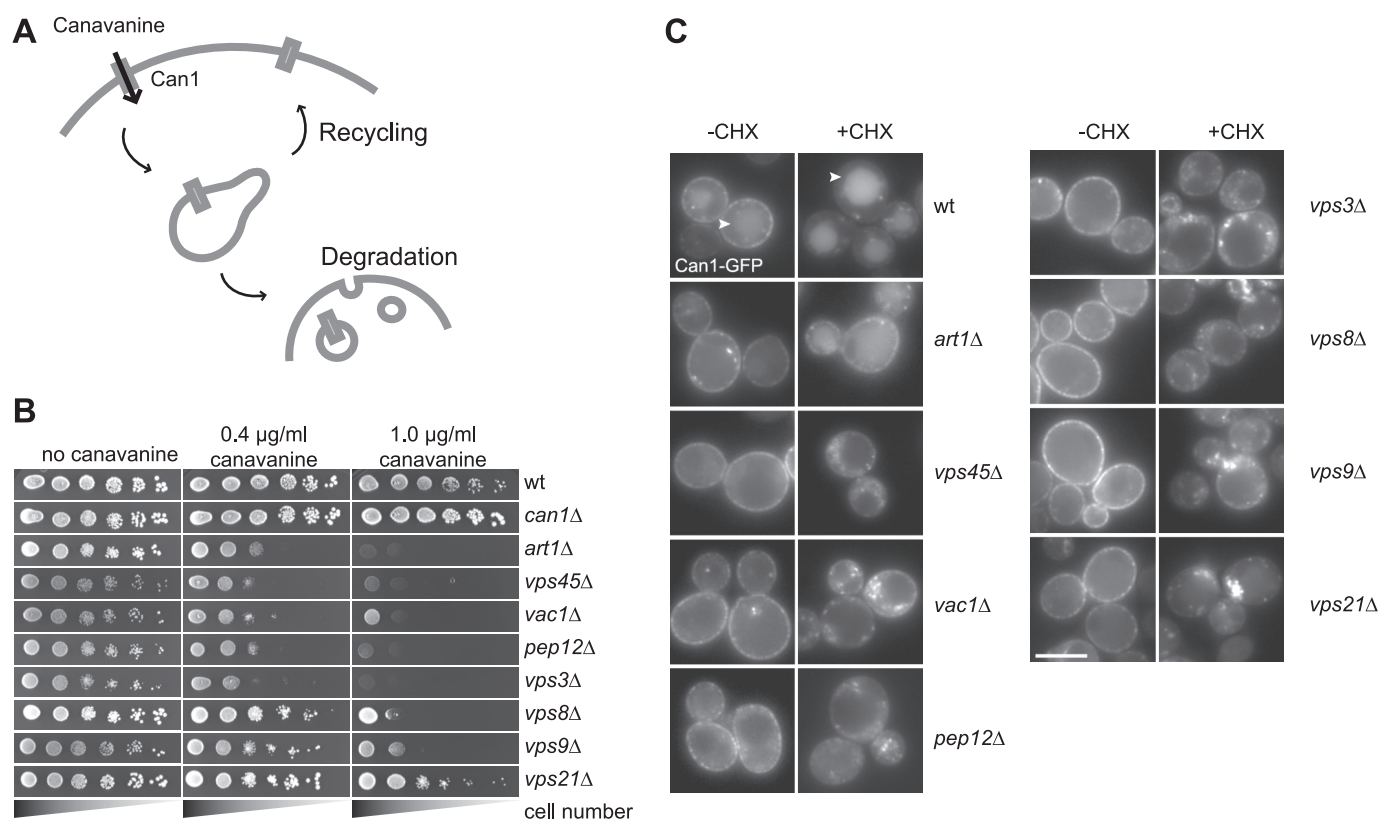 A
Canavanine
Can1
Recycling
Degradation
B
no canavanine
0.4 µg/ml
canavanine
1.0 µg/ml
canavanine
wt
can1Δ
art1Δ
vps45Δ
vac1Δ
pep12Δ
vps3Δ
vps8Δ
vps9Δ
vps21Δ
cell number
C
-CHX
+CHX
Can1-GFP
wt
art1Δ
vps45Δ
vac1Δ
pep12Δ
-CHX
+CHX
vps3Δ
vps8Δ
vps9Δ
vps21Δ